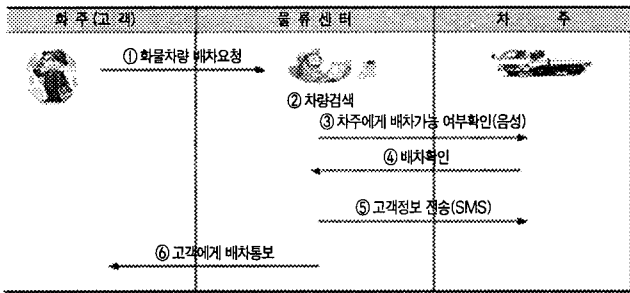 화 주(고 객) 물 류 센 터 차 주
① 화물차량 배차요청
② 차량검색
③ 차주에게 배차가능 여부확인(음성)
④ 배차확인
⑤ 고객정보 전송(SMS)
⑥ 고객에게 배차통보